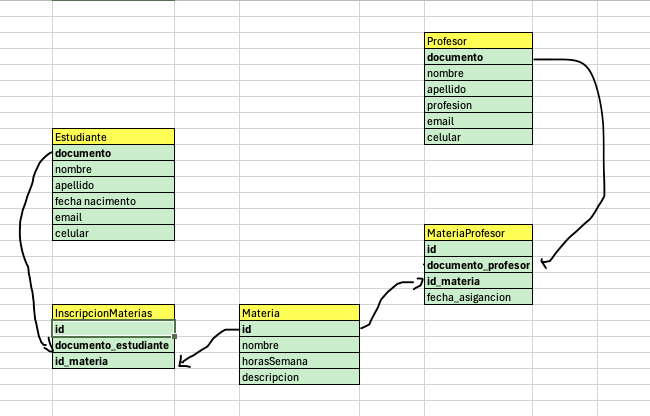 Profesor
documento
nombre
apellido
profesion
email
celular
Estudiante
documento
nombre
apellido
fecha nacimento
email
celular
MateriaProfesor
id
documento_profesor
id_materia
fecha_asigancion
InscripcionMaterias
id
documento_estudiante
id_materia
Materia
id
nombre
horasSemana
descripcion